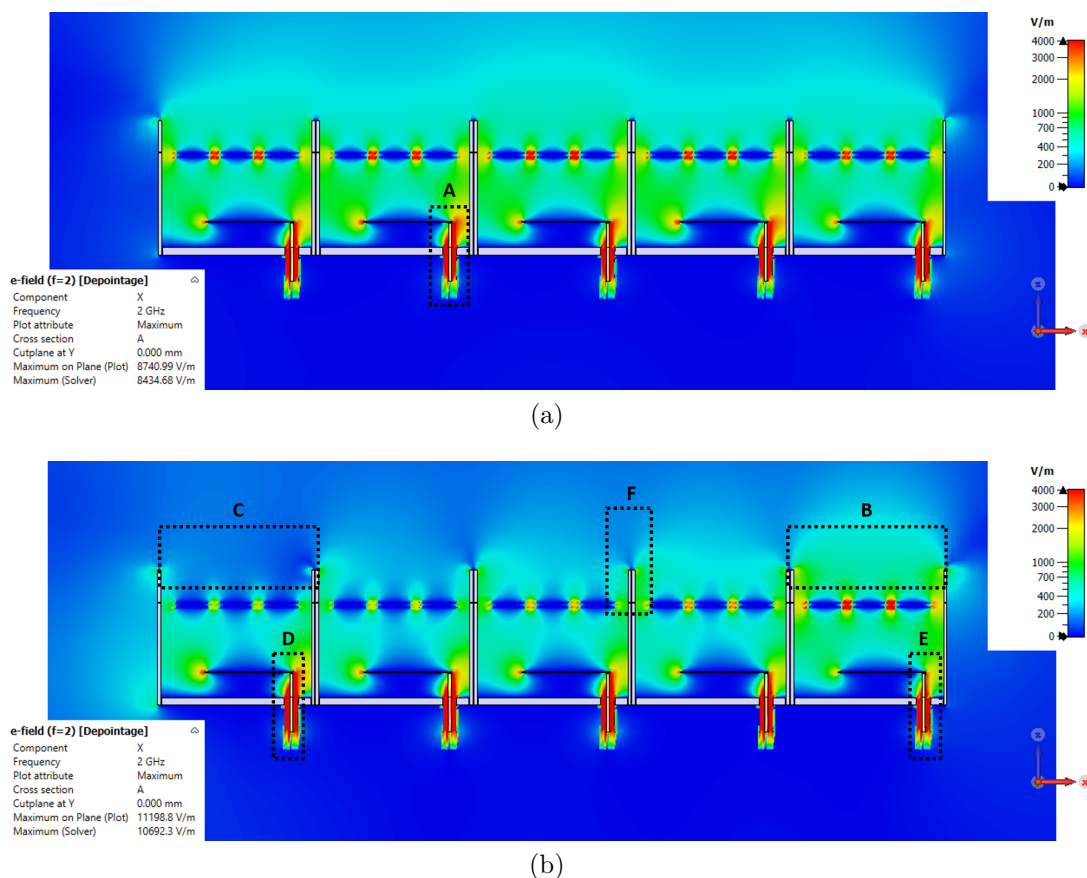 V/m
4000
3000
2000
1000
700
400
200
0
A
e-field (f=2) [Depointage]
Component X
Frequency 2 GHz
Plot attribute Maximum
Cross section A
Cutplane at Y 0.000 mm
Maximum on Plane (Plot) 8740.99 V/m
Maximum (Solver) 8434.68 V/m
z
x
(a)
V/m
4000
3000
2000
1000
700
400
200
0
F
C
B
D
E
e-field (f=2) [Depointage]
Component X
Frequency 2 GHz
Plot attribute Maximum
Cross section A
Cutplane at Y 0.000 mm
Maximum on Plane (Plot) 11198.8 V/m
Maximum (Solver) 10692.3 V/m
z
x
(b)